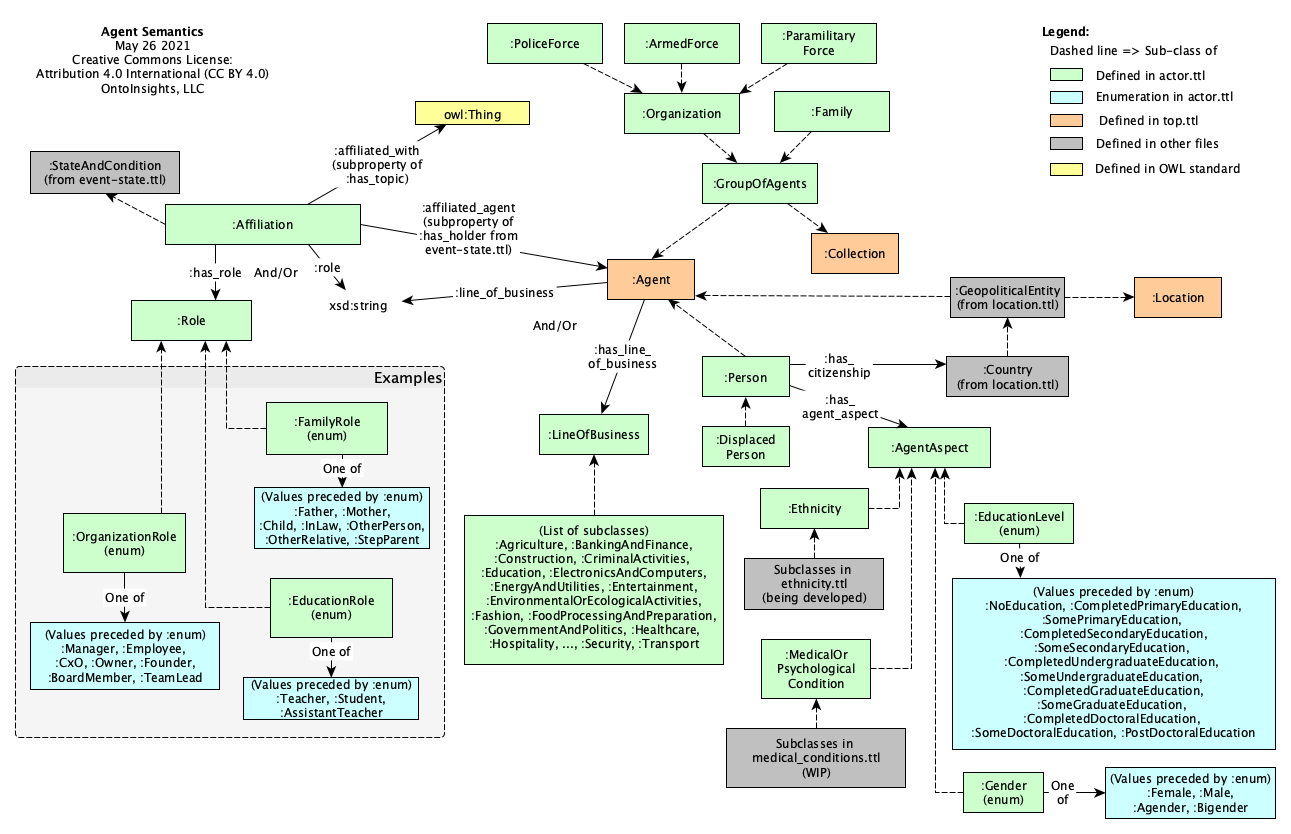 Agent Semantics
May 26 2021
Creative Commons License:
Attribution 4.0 International (CC BY 4.0)
OntoInsights, LLC
:PoliceForce
:ArmedForce
:Paramilitary
Force
:Organization
:Family
owl:Thing
:affiliated_with
(subproperty of
:has_topic)
:StateAndCondition
(from event-state.ttl)
:GroupOfAgents
:Affiliation
:affiliated_agent
(subproperty of
:has_holder from
event-state.ttl)
:Collection
:has_role
And/Or
:role
:Agent
:line_of_business
xsd:string
:GeopoliticalEntity
(from location.ttl)
:Location
:Role
And/Or
:has_line_
of_business
:Person
:has_
citizenship
:Country
(from location.ttl)
:has_
agent_aspect
:LineOfBusiness
:Displaced
Person
:AgentAspect
Examples
:FamilyRole
(enum)
One of
(Values preceded by :enum)
:Father, :Mother,
:Child, :InLaw, :OtherPerson,
:OtherRelative, :StepParent
:OrganizationRole
(enum)
One of
(Values preceded by :enum)
:Manager, :Employee,
:CxO, :Owner, :Founder,
:BoardMember, :TeamLead
:EducationRole
(enum)
One of
(Values preceded by :enum)
:Teacher, :Student,
:AssistantTeacher
(List of subclasses)
:Agriculture, :BankingAndFinance,
:Construction, :CriminalActivities,
:Education, :ElectronicsAndComputers,
:EnergyAndUtilities, :Entertainment,
:EnvironmentalOrEcologicalActivities,
:Fashion, :FoodProcessingAndPreparation,
:GovernmentAndPolitics, :Healthcare,
:Hospitality, ..., :Security, :Transport
:Ethnicity
Subclasses in
ethnicity.ttl
(being developed)
:MedicalOr
Psychological
Condition
Subclasses in
medical_conditions.ttl
(WIP)
:EducationLevel
(enum)
One of
(Values preceded by :enum)
:NoEducation, :CompletedPrimaryEducation,
:SomePrimaryEducation,
:CompletedSecondaryEducation,
:SomeSecondaryEducation,
:CompletedUndergraduateEducation,
:SomeUndergraduateEducation,
:CompletedGraduateEducation,
:SomeGraduateEducation,
:CompletedDoctoralEducation,
:SomeDoctoralEducation, :PostDoctoralEducation
:Gender
(enum)
One
of
(Values preceded by :enum)
:Female, :Male,
:Agender, :Bigender
Legend:
Dashed line => Sub-class of
Defined in actor.ttl
Enumeration in actor.ttl
Defined in top.ttl
Defined in other files
Defined in OWL standard